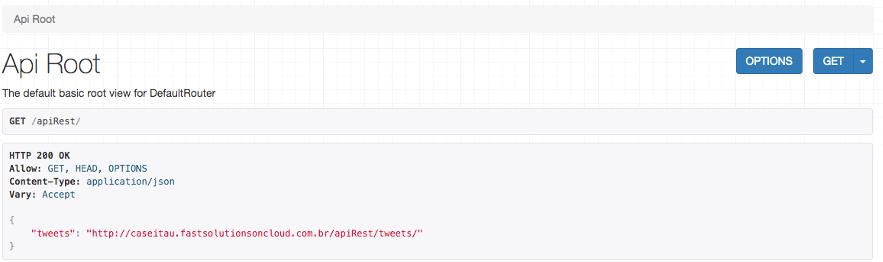 Api Root
Api Root
OPTIONS
GET
The default basic root view for DefaultRouter
GET /apiRest/
HTTP 200 OK
Allow: GET, HEAD, OPTIONS
Content-Type: application/json
Vary: Accept
{
"tweets": "http://caseitau.fastsolutionsoncloud.com.br/apiRest/tweets/"
}